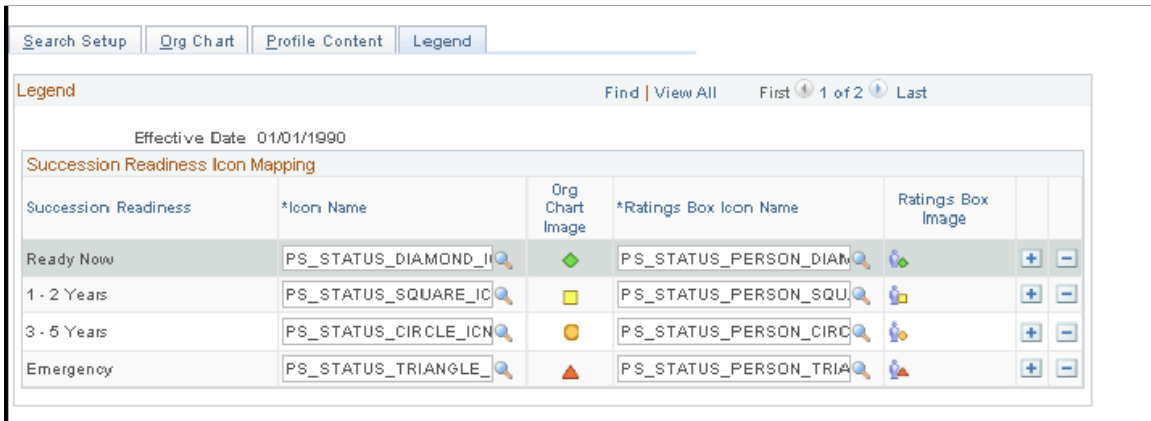 Search Setup Org Chart Profile Content Legend
Legend Find | View All First 1 of 2 Last
Effective Date 01/01/1990
Succession Readiness Icon Mapping
Succession Readiness *Icon Name Org Chart Image *Ratings Box Icon Name Ratings Box Image
Ready Now PS_STATUS_DIAMOND_I PS_STATUS_PERSON_DIAM
1 - 2 Years PS_STATUS_SQUARE_IC PS_STATUS_PERSON_SQU
3 - 5 Years PS_STATUS_CIRCLE_ICN PS_STATUS_PERSON_CIRC
Emergency PS_STATUS_TRIANGLE_ PS_STATUS_PERSON_TRIA